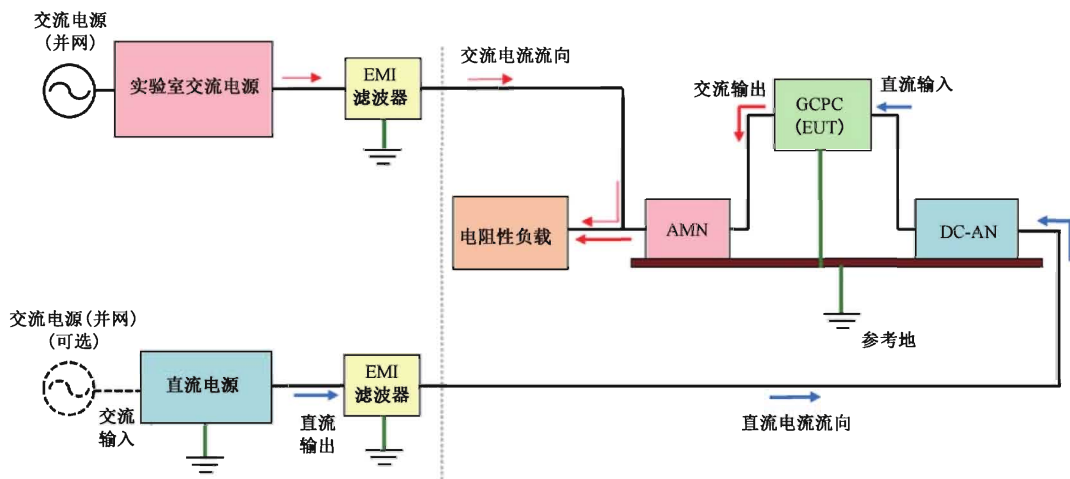 交流电源
(并网)
实验室交流电源
EMI
滤波器
交流电流流向
交流输出
GCPC
(EUT)
直流输入
电阻性负载
AMN
DC-AN
参考地
交流电源(并网)
(可选)
交流
输入
直流电源
直流
输出
EMI
滤波器
直流电流流向